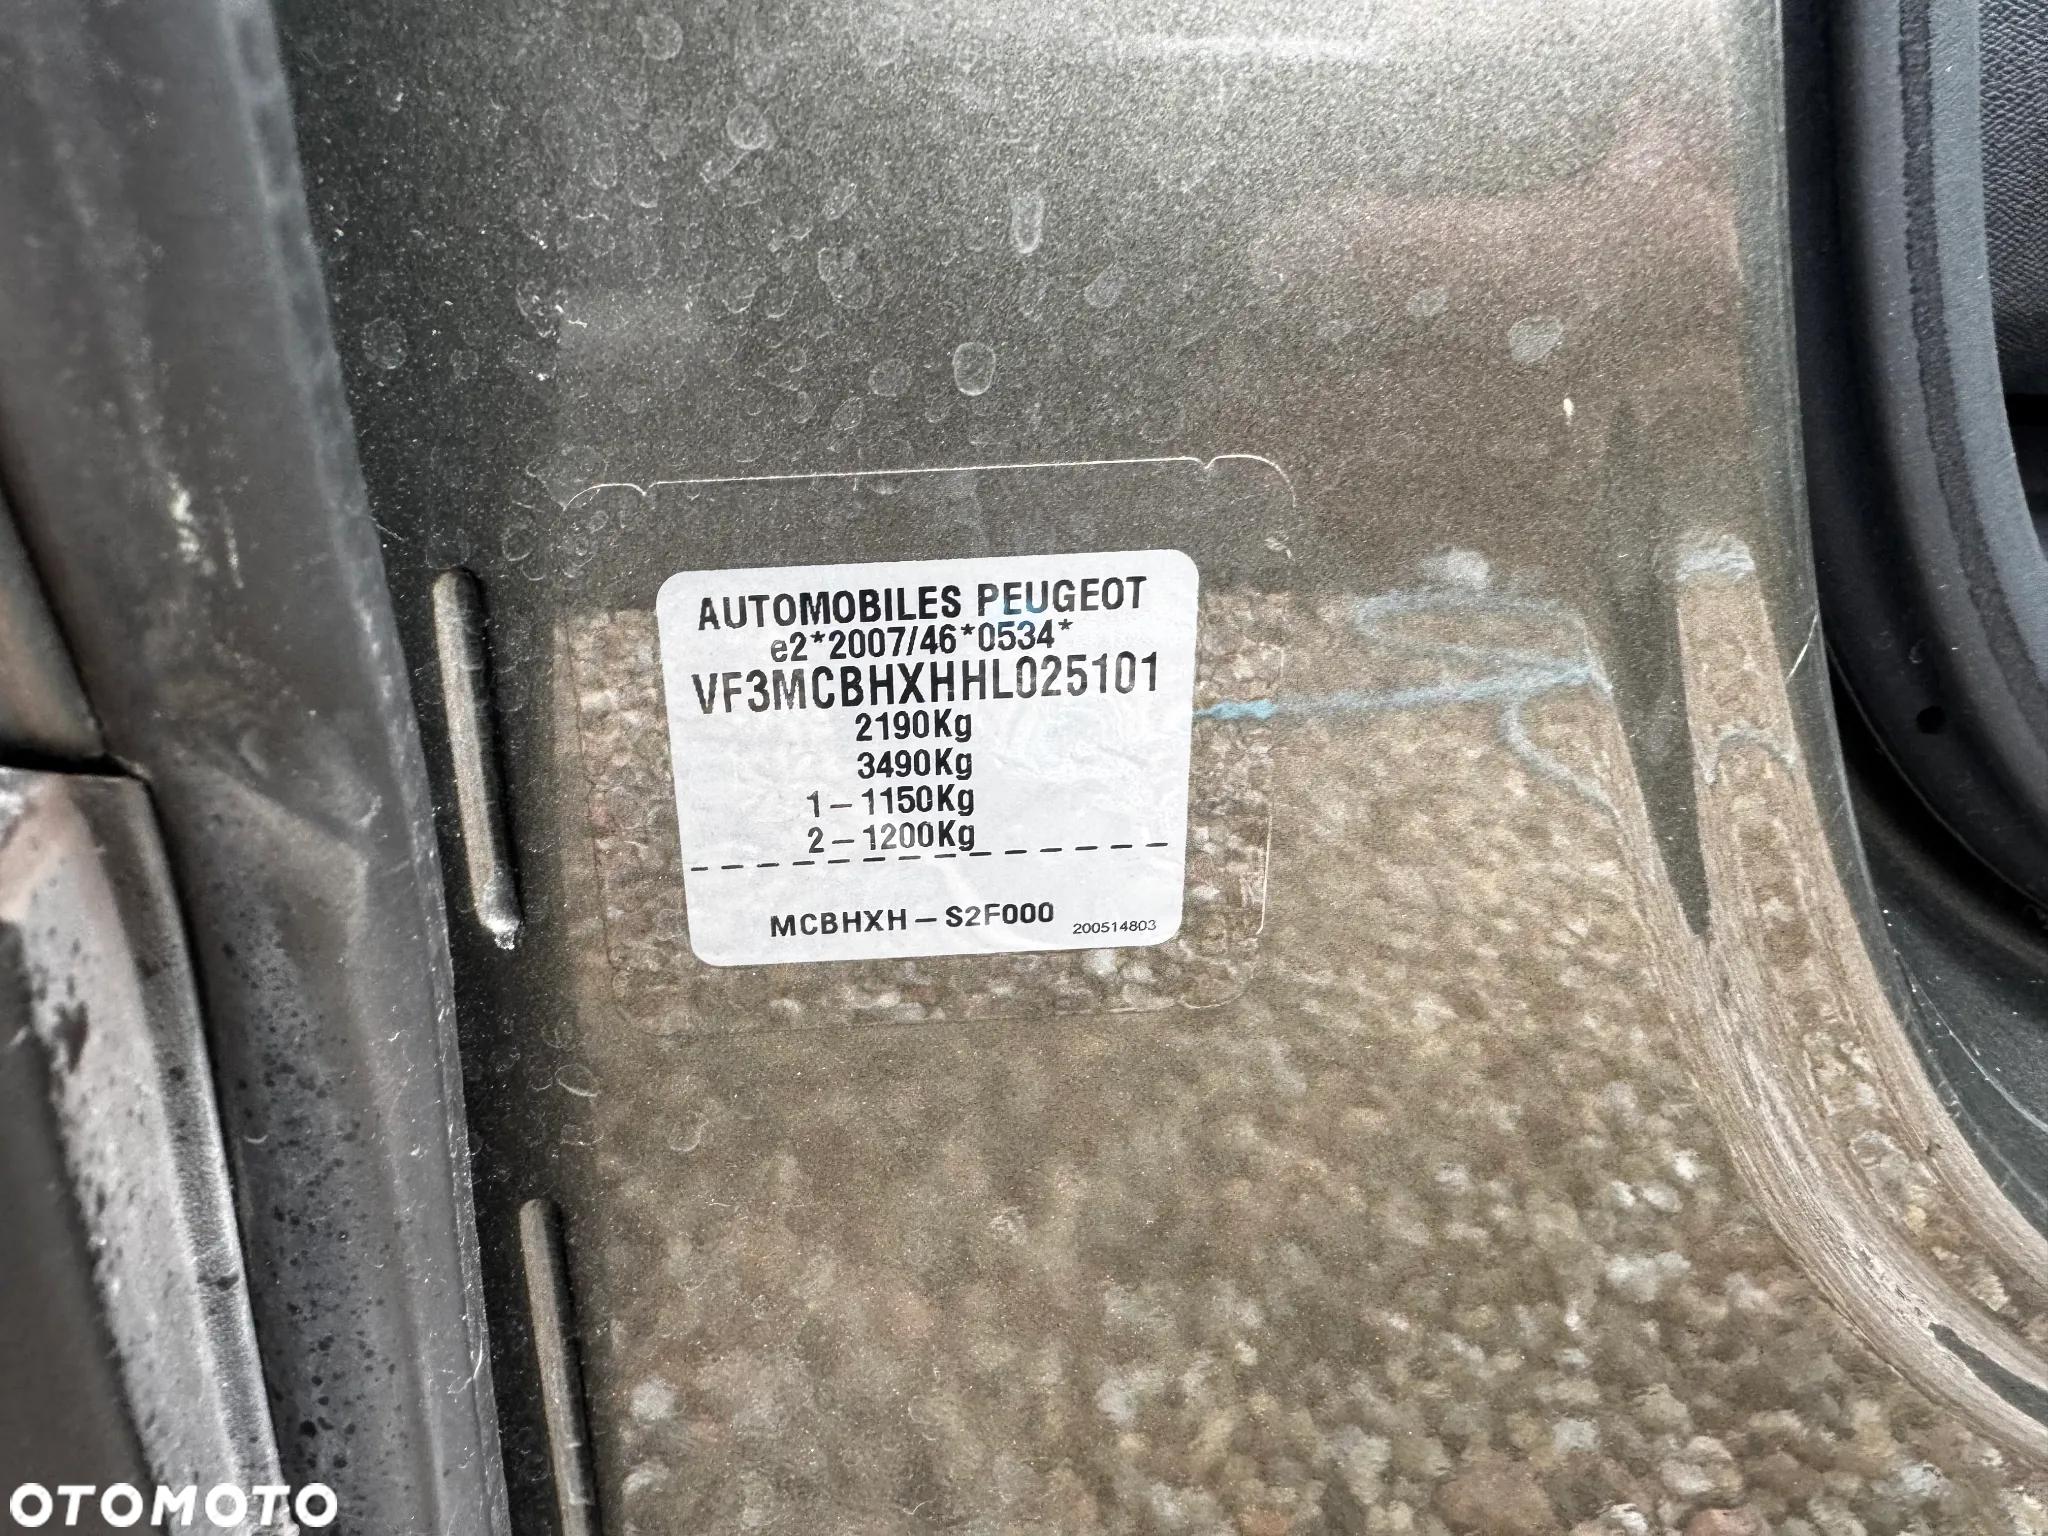 AUTOMOBILES PEUGEOT
e2*2007/46*0534*
VF3MCBHXHHL025101
2190Kg
3490Kg
1–1150Kg
2–1200Kg
MCBHXH – S2F000 200514803
OTOMOTO